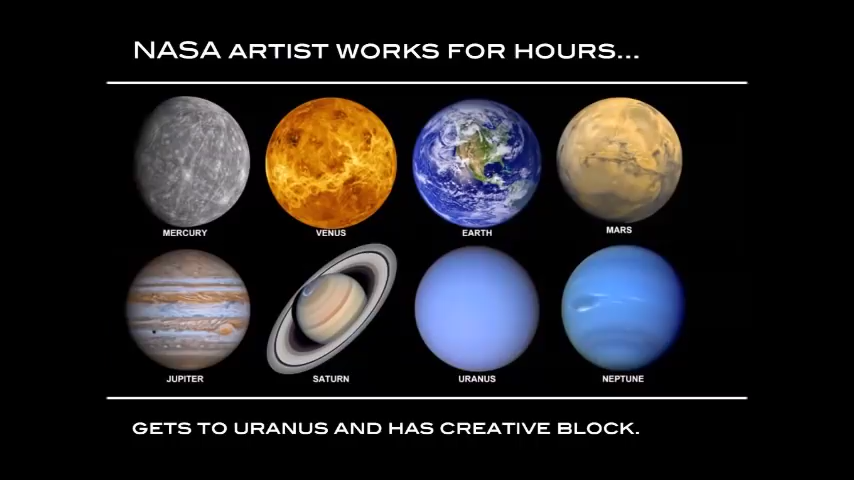 NASA ARTIST WORKS FOR HOURS...
MERCURY VENUS EARTH MARS
JUPITER SATURN URANUS NEPTUNE
GETS TO URANUS AND HAS CREATIVE BLOCK.